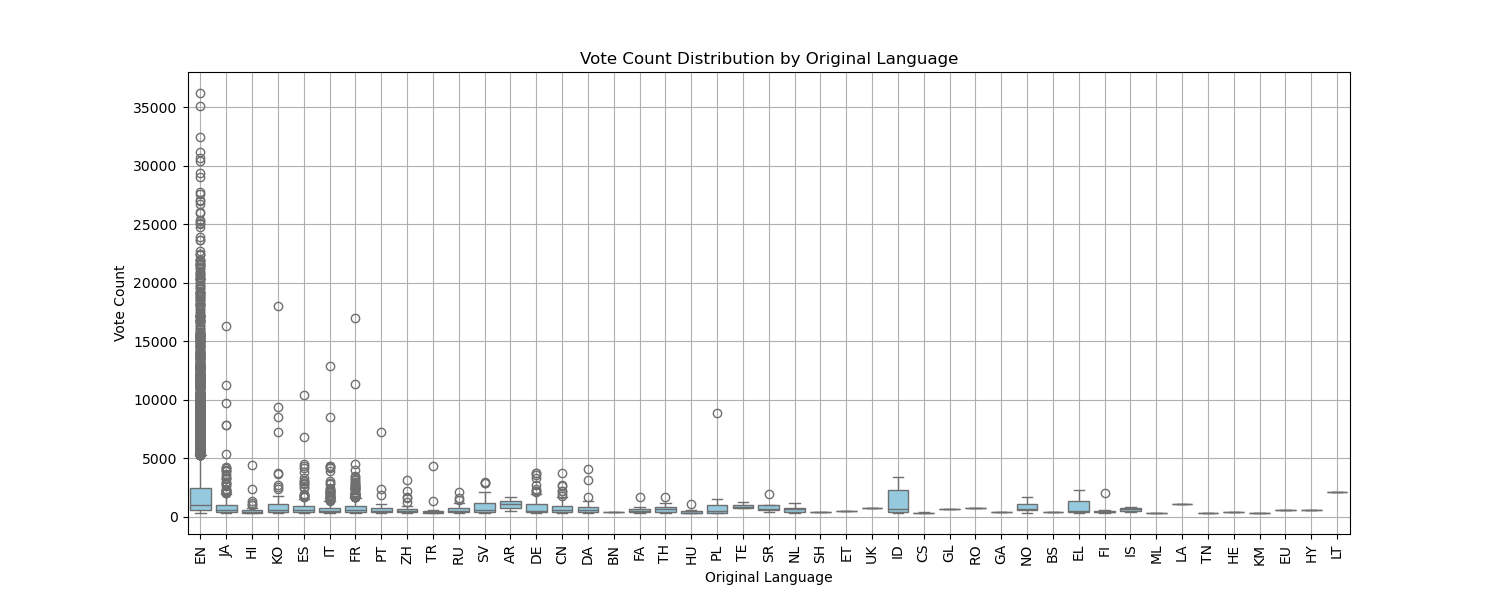 Vote Count Distribution by Original Language
Vote Count
35000
30000
25000
20000
15000
10000
5000
0
EN JA HI KO ES IT FR PT ZH TR RU SV AR DE CN DA BN FA TH HU PL TE SR NL SH ET UK ID CS GL RO GA NO BS EL FI IS ML LA TN HE KM EU HY LT
Original Language